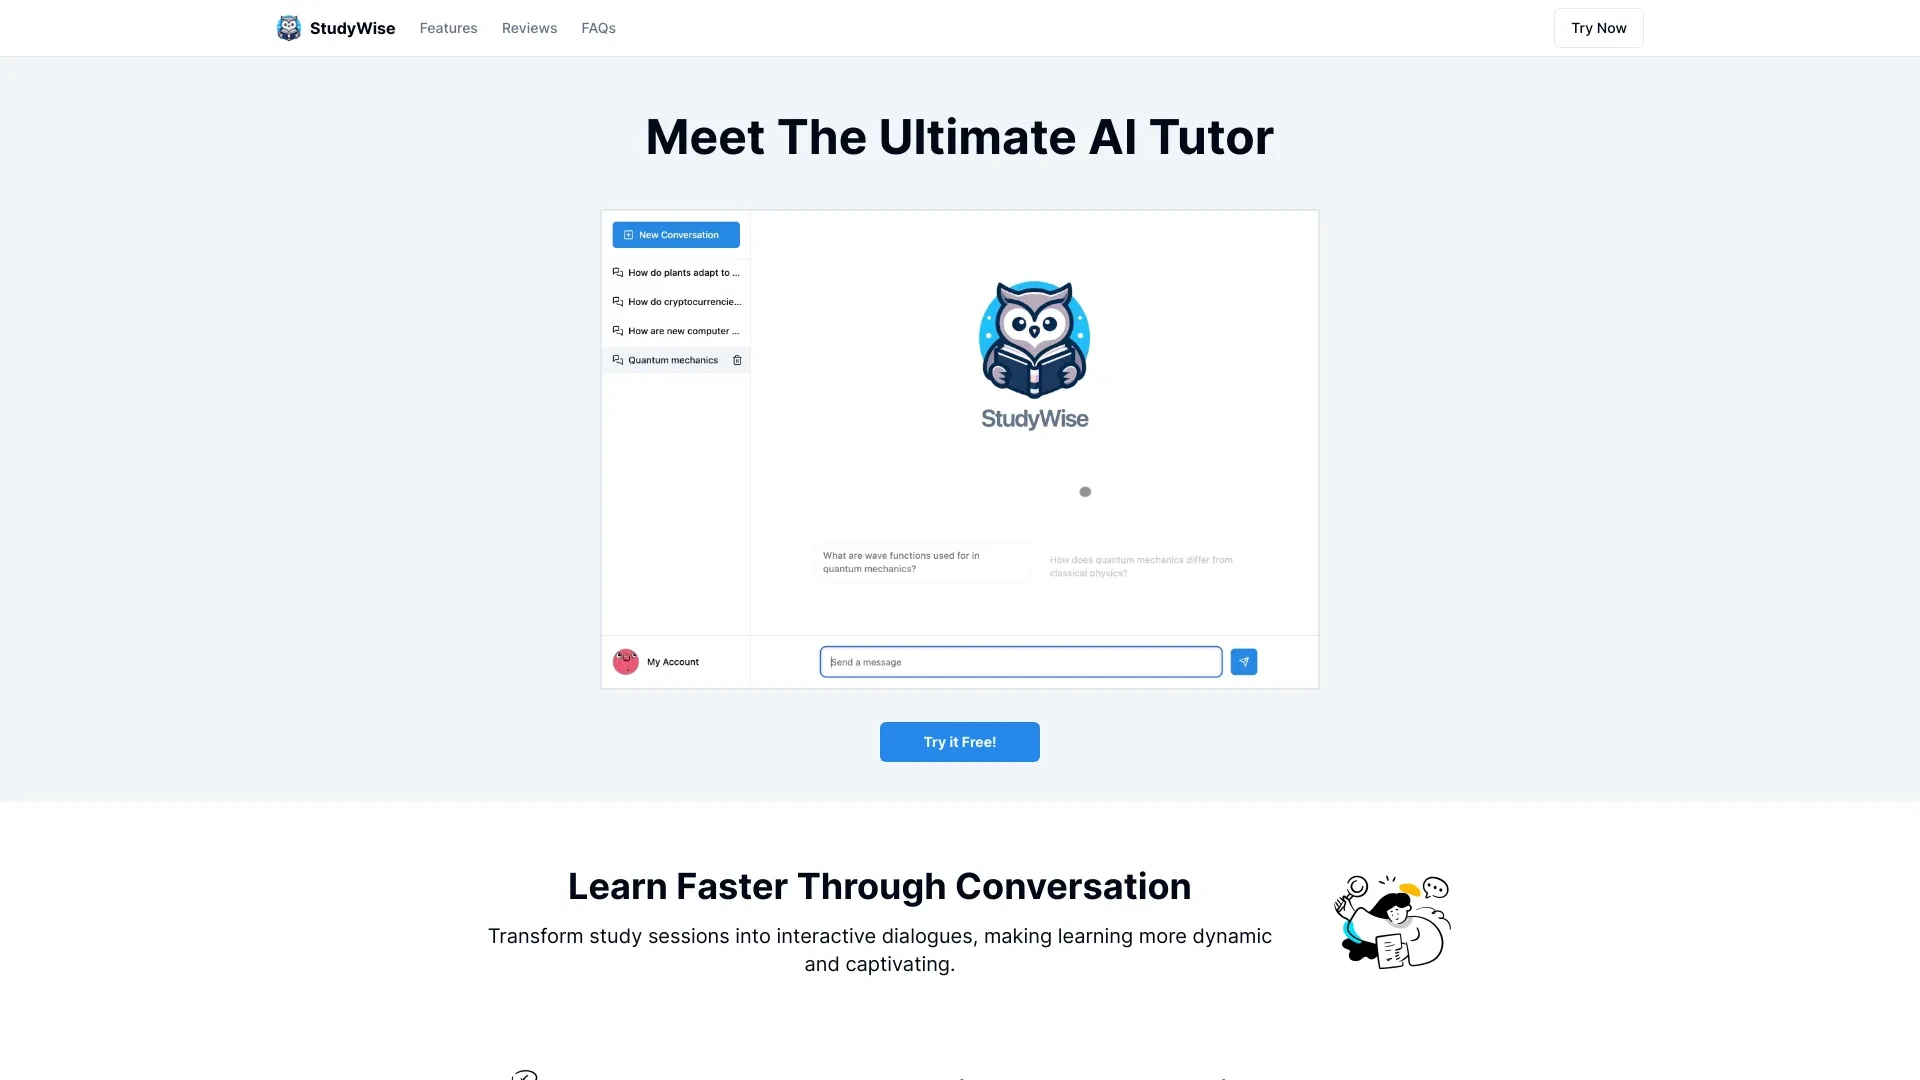 StudyWise
Features
Reviews
FAQs
Try Now
Meet The Ultimate AI Tutor
New Conversation
How do plants adapt to ...
How do cryptocurrencie...
How are new computer ...
Quantum mechanics
StudyWise
What are wave functions used for in
quantum mechanics?
How does quantum mechanics differ from
classical physics?
My Account
Send a message
Try it Free!
Learn Faster Through Conversation
Transform study sessions into interactive dialogues, making learning more dynamic
and captivating.